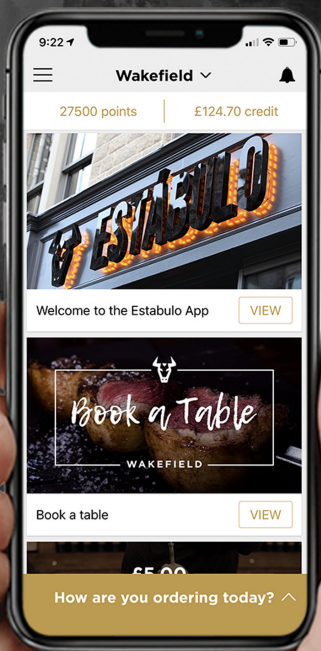 9:22
Wakefield
27500 points
£124.70 credit
ESTÁBULO
Welcome to the Estabulo App
VIEW
Book a Table
WAKEFIELD
Book a table
VIEW
£5.00
How are you ordering today?